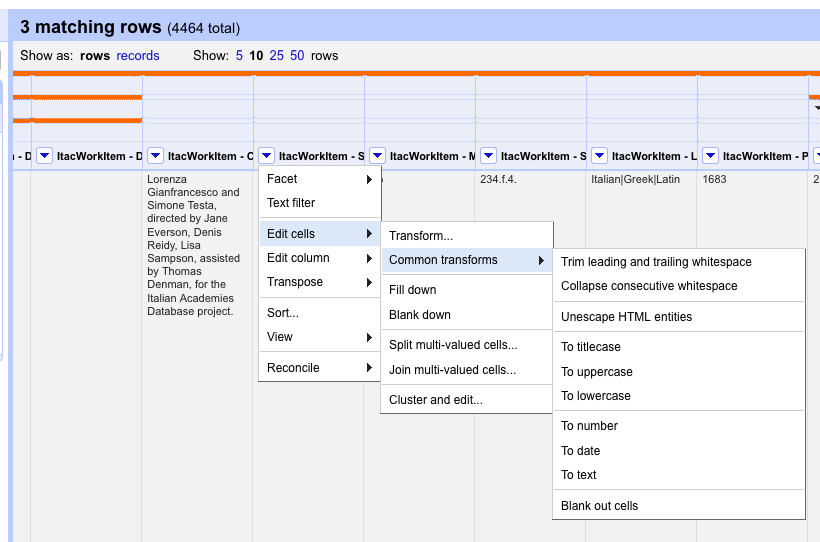 3 matching rows (4464 total)
Show as: rows records Show: 5 10 25 50 rows
- D ItacWorkItem - D ItacWorkItem - C ItacWorkItem - S ItacWorkItem - M ItacWorkItem - S ItacWorkItem - L ItacWorkItem - P
Lorenza
Gianfrancesco and
Simone Testa,
directed by Jane
Everson, Denis
Reidy, Lisa
Sampson, assisted
by Thomas
Denman, for the
Italian Academies
Database project.
234.f.4.
Italian|Greek|Latin
1683
2
Facet
Text filter
Edit cells
Edit column
Transpose
Sort...
View
Reconcile
Transform...
Common transforms
Fill down
Blank down
Split multi-valued cells...
Join multi-valued cells...
Cluster and edit...
Trim leading and trailing whitespace
Collapse consecutive whitespace
Unescape HTML entities
To titlecase
To uppercase
To lowercase
To number
To date
To text
Blank out cells